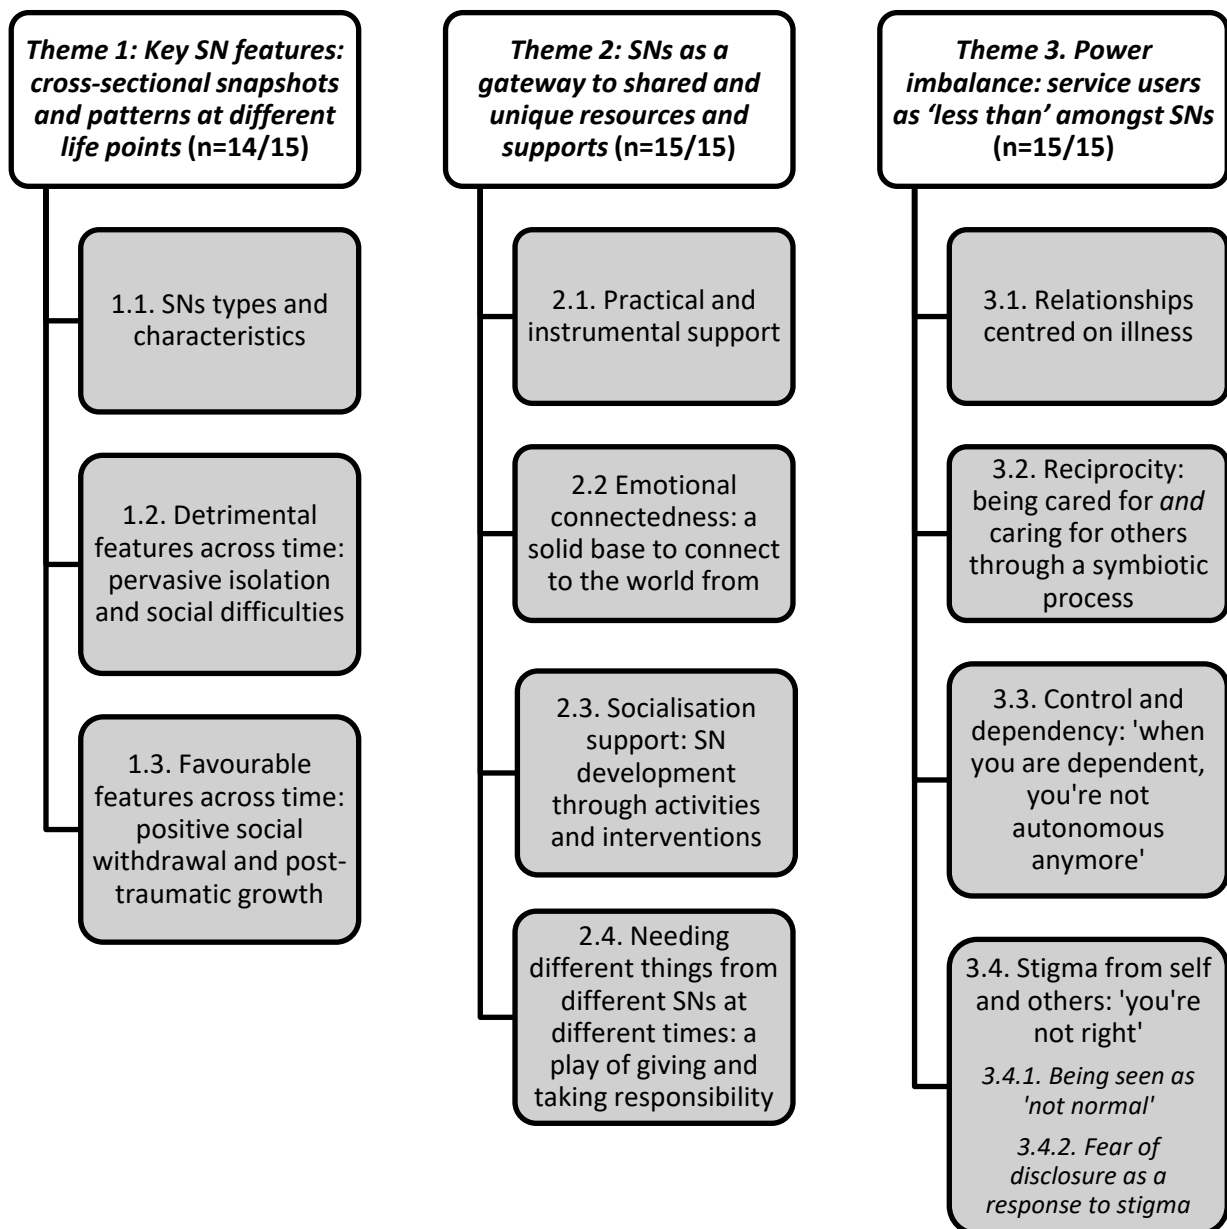 Theme 1: Key SN features:
cross-sectional snapshots
and patterns at different
life points (n=14/15)
1.1. SNs types and
characteristics
1.2. Detrimental
features across time:
pervasive isolation
and social difficulties
1.3. Favourable
features across time:
positive social
withdrawal and post-
traumatic growth
Theme 2: SNs as a
gateway to shared and
unique resources and
supports (n=15/15)
2.1. Practical and
instrumental support
2.2 Emotional
connectedness: a
solid base to connect
to the world from
2.3. Socialisation
support: SN
development
through activities
and interventions
2.4. Needing
different things from
different SNs at
different times: a
play of giving and
taking responsibility
Theme 3. Power
imbalance: service users
as ‘less than’ amongst SNs
(n=15/15)
3.1. Relationships
centred on illness
3.2. Reciprocity:
being cared for and
caring for others
through a symbiotic
process
3.3. Control and
dependency: 'when
you are dependent,
you're not
autonomous
anymore'
3.4. Stigma from self
and others: 'you're
not right'
3.4.1. Being seen as
'not normal'
3.4.2. Fear of
disclosure as a
response to stigma